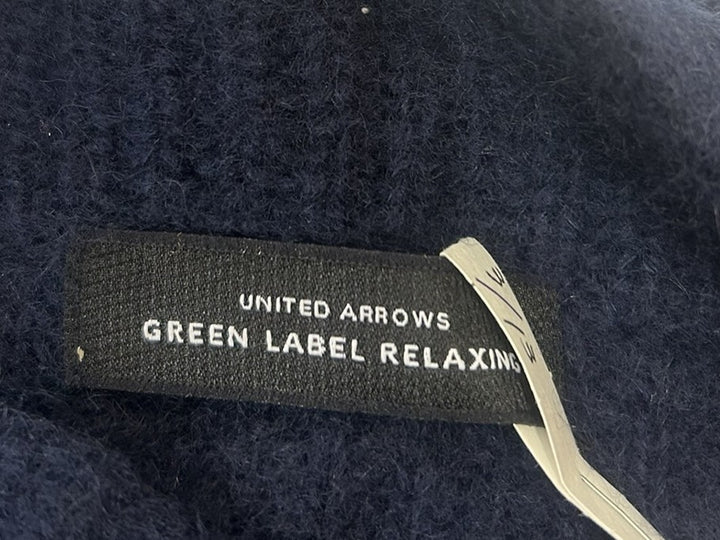 UNITED ARROWS
GREEN LABEL RELAXING